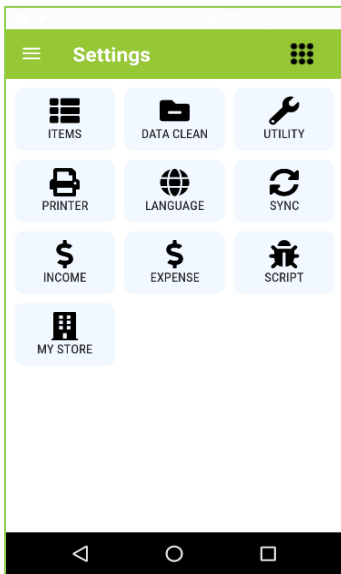 Settings
ITEMS
DATA CLEAN
UTILITY
PRINTER
LANGUAGE
SYNC
INCOME
EXPENSE
SCRIPT
MY STORE